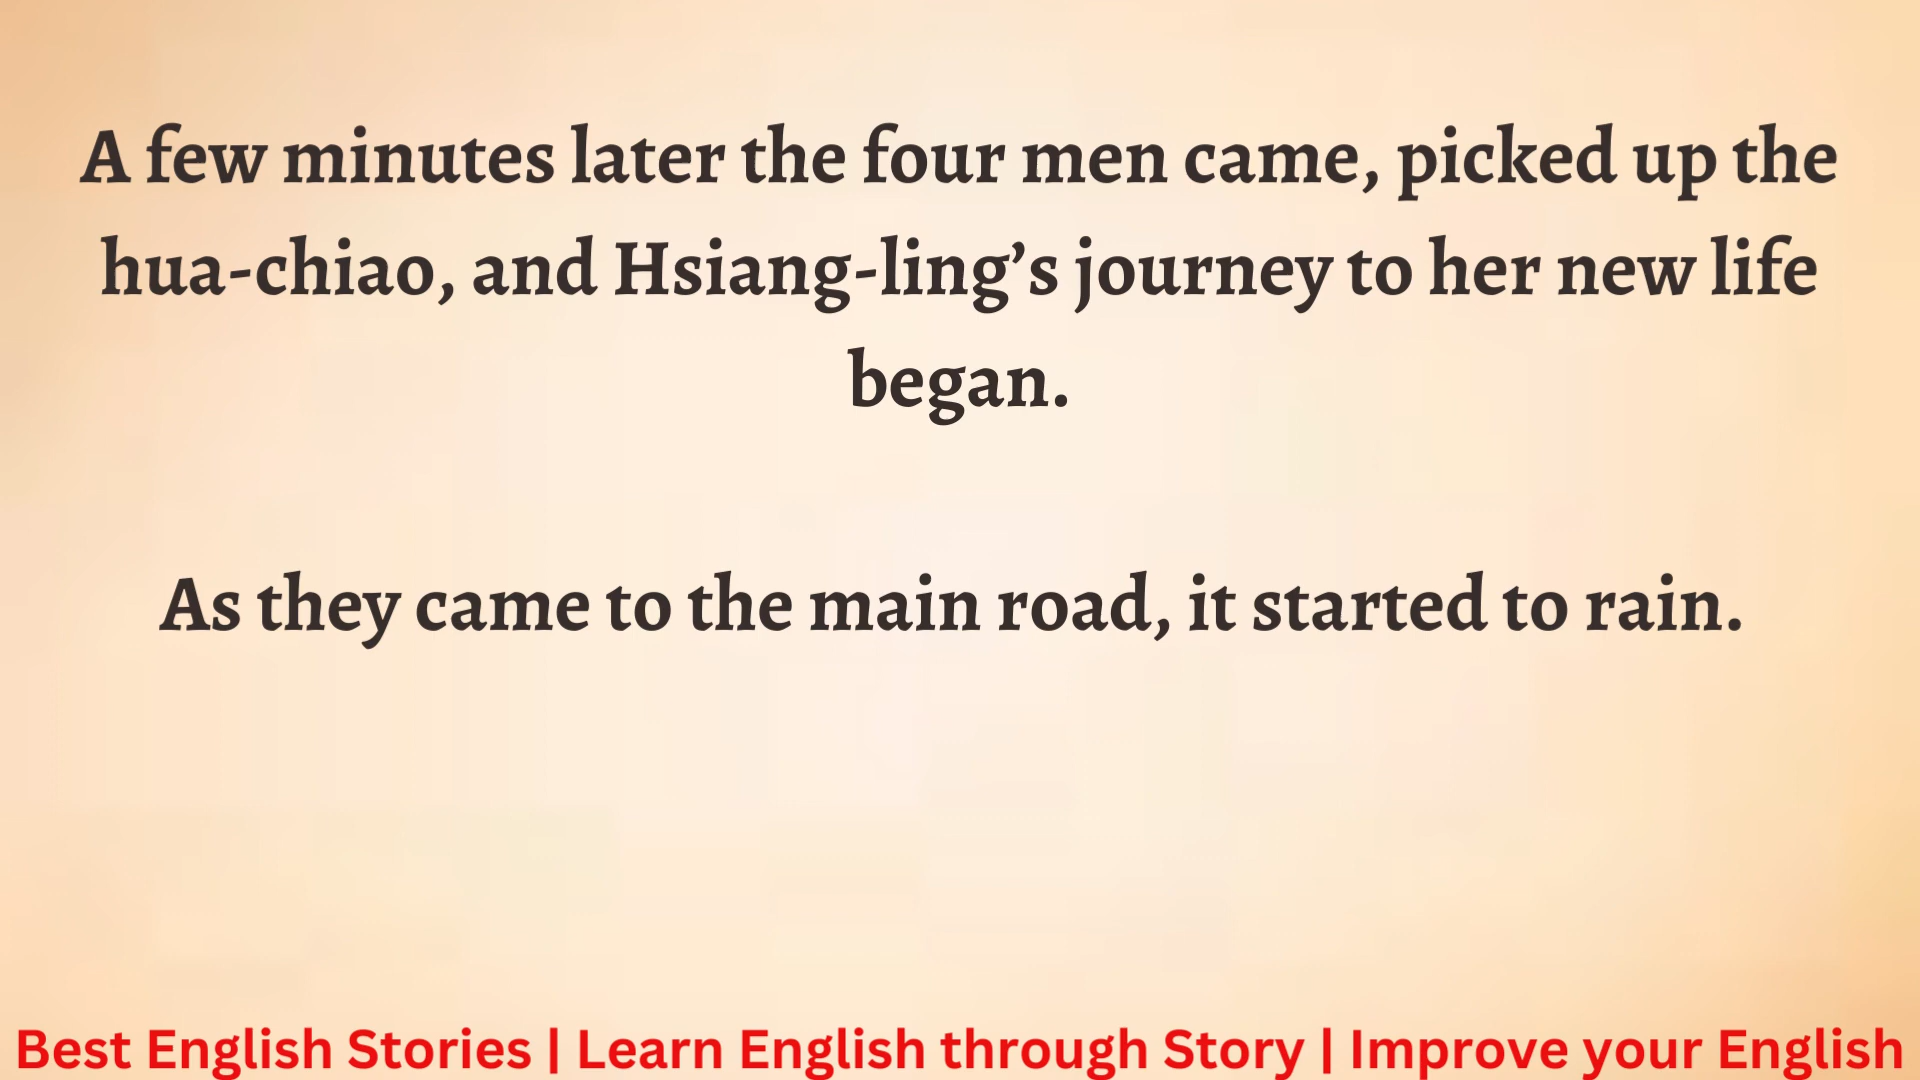 A few minutes later the four men came, picked up the
hua-chiao, and Hsiang-ling’s journey to her new life
began.
As they came to the main road, it started to rain.
Best English Stories | Learn English through Story | Improve your English